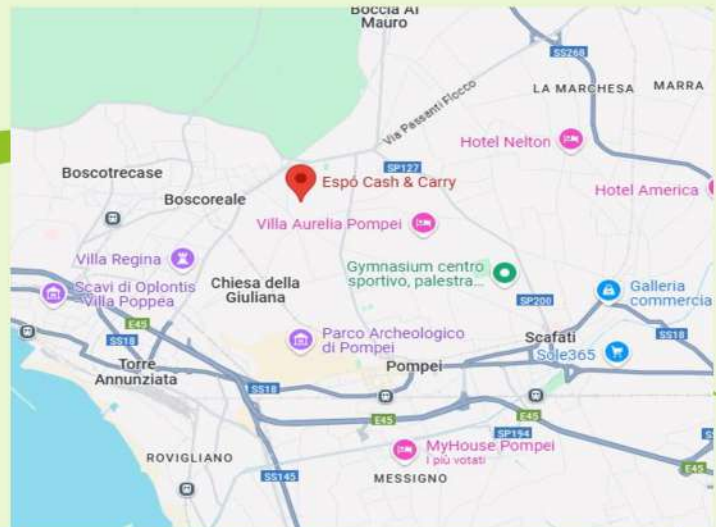 Boccia Al
Mauro
SS268
LA MARCHESA
MARRA
Via Passanti Flocco
Hotel Nelton
SP127
Boscotrecase
Espó Cash & Carry
Hotel America
Boscoreale
Villa Aurelia Pompei
Villa Regina
Gymnasium centro
sportivo, palestra...
Scavi di Oplontis
Villa Poppea
Chiesa della
Giuliana
Galleria
commercia
SP200
E45
SS18
SS18
Parco Archeologico
di Pompei
Scafati
Sole365
Torre
Annunziata
Pompei
SS18
E45
E45
SP194
MyHouse Pompei
I più votati
E45
ROVIGLIANO
SS145
MESSIGNO